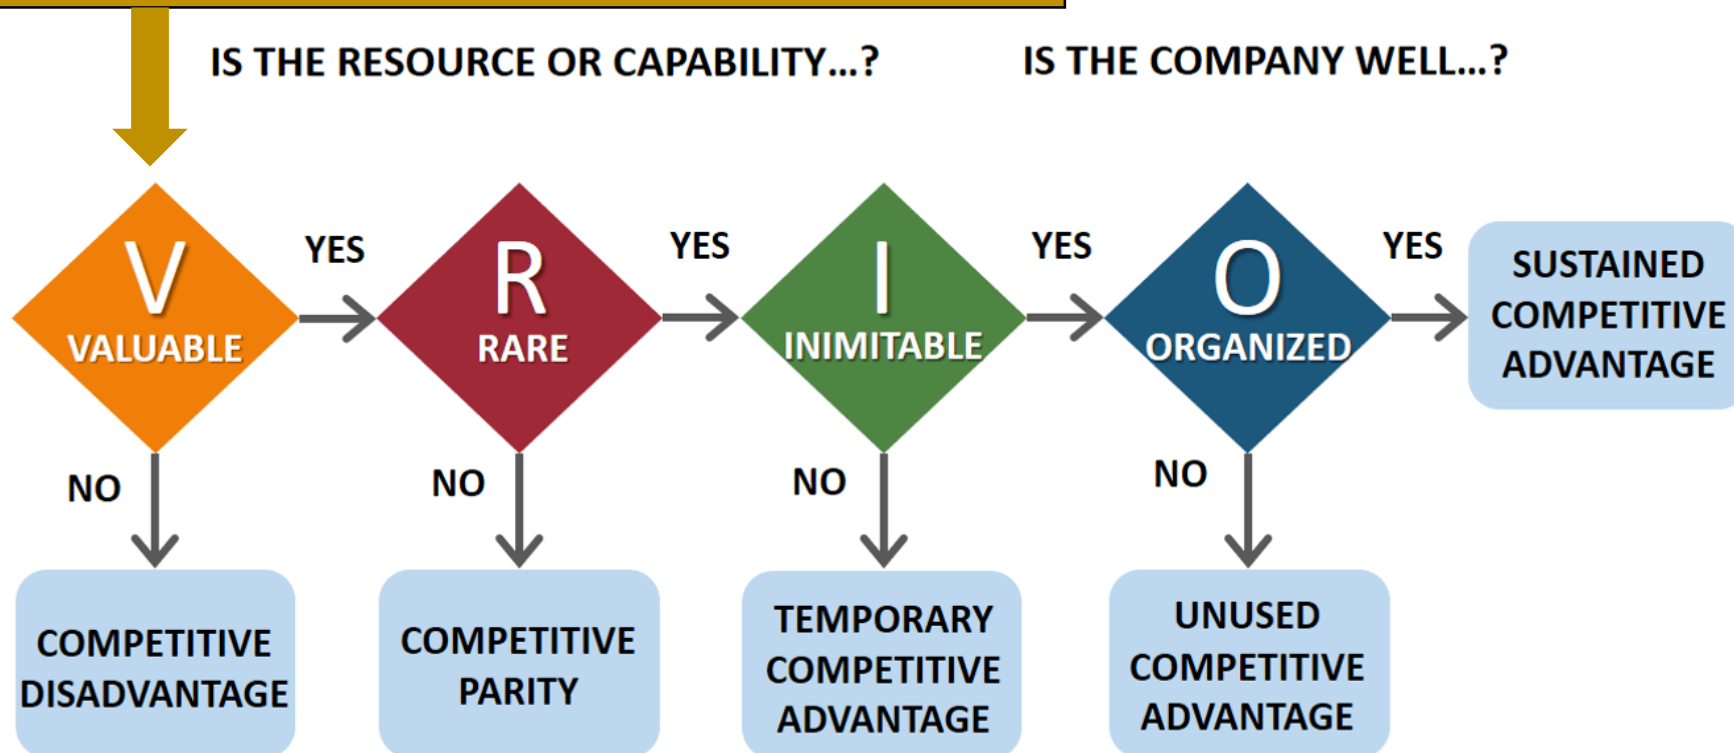 IS THE RESOURCE OR CAPABILITY...?
IS THE COMPANY WELL...?
V
VALUABLE
YES
R
RARE
YES
I
INIMITABLE
YES
O
ORGANIZED
YES
SUSTAINED
COMPETITIVE
ADVANTAGE
NO
COMPETITIVE
DISADVANTAGE
NO
COMPETITIVE
PARITY
NO
TEMPORARY
COMPETITIVE
ADVANTAGE
NO
UNUSED
COMPETITIVE
ADVANTAGE